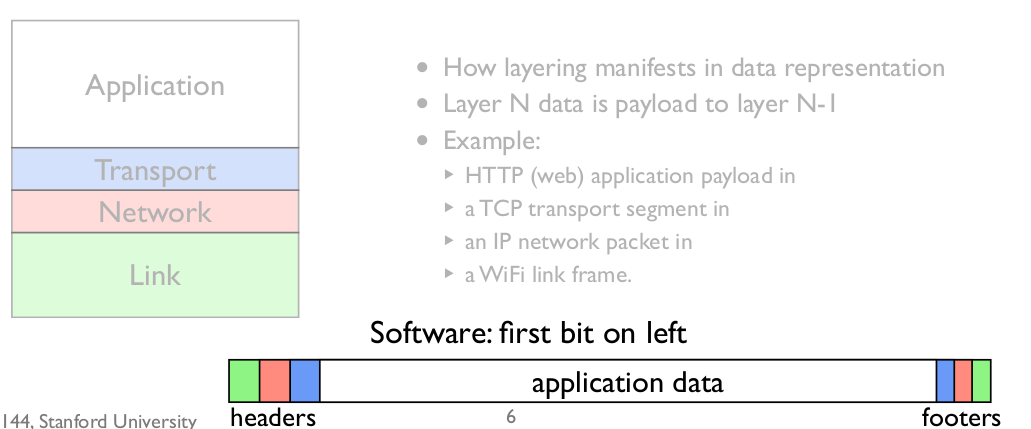 Application
Transport
Network
Link
• How layering manifests in data representation
• Layer N data is payload to layer N-1
• Example:
‣ HTTP (web) application payload in
‣ a TCP transport segment in
‣ an IP network packet in
‣ a WiFi link frame.
Software: first bit on left
application data
headers
footers
144, Stanford University
6